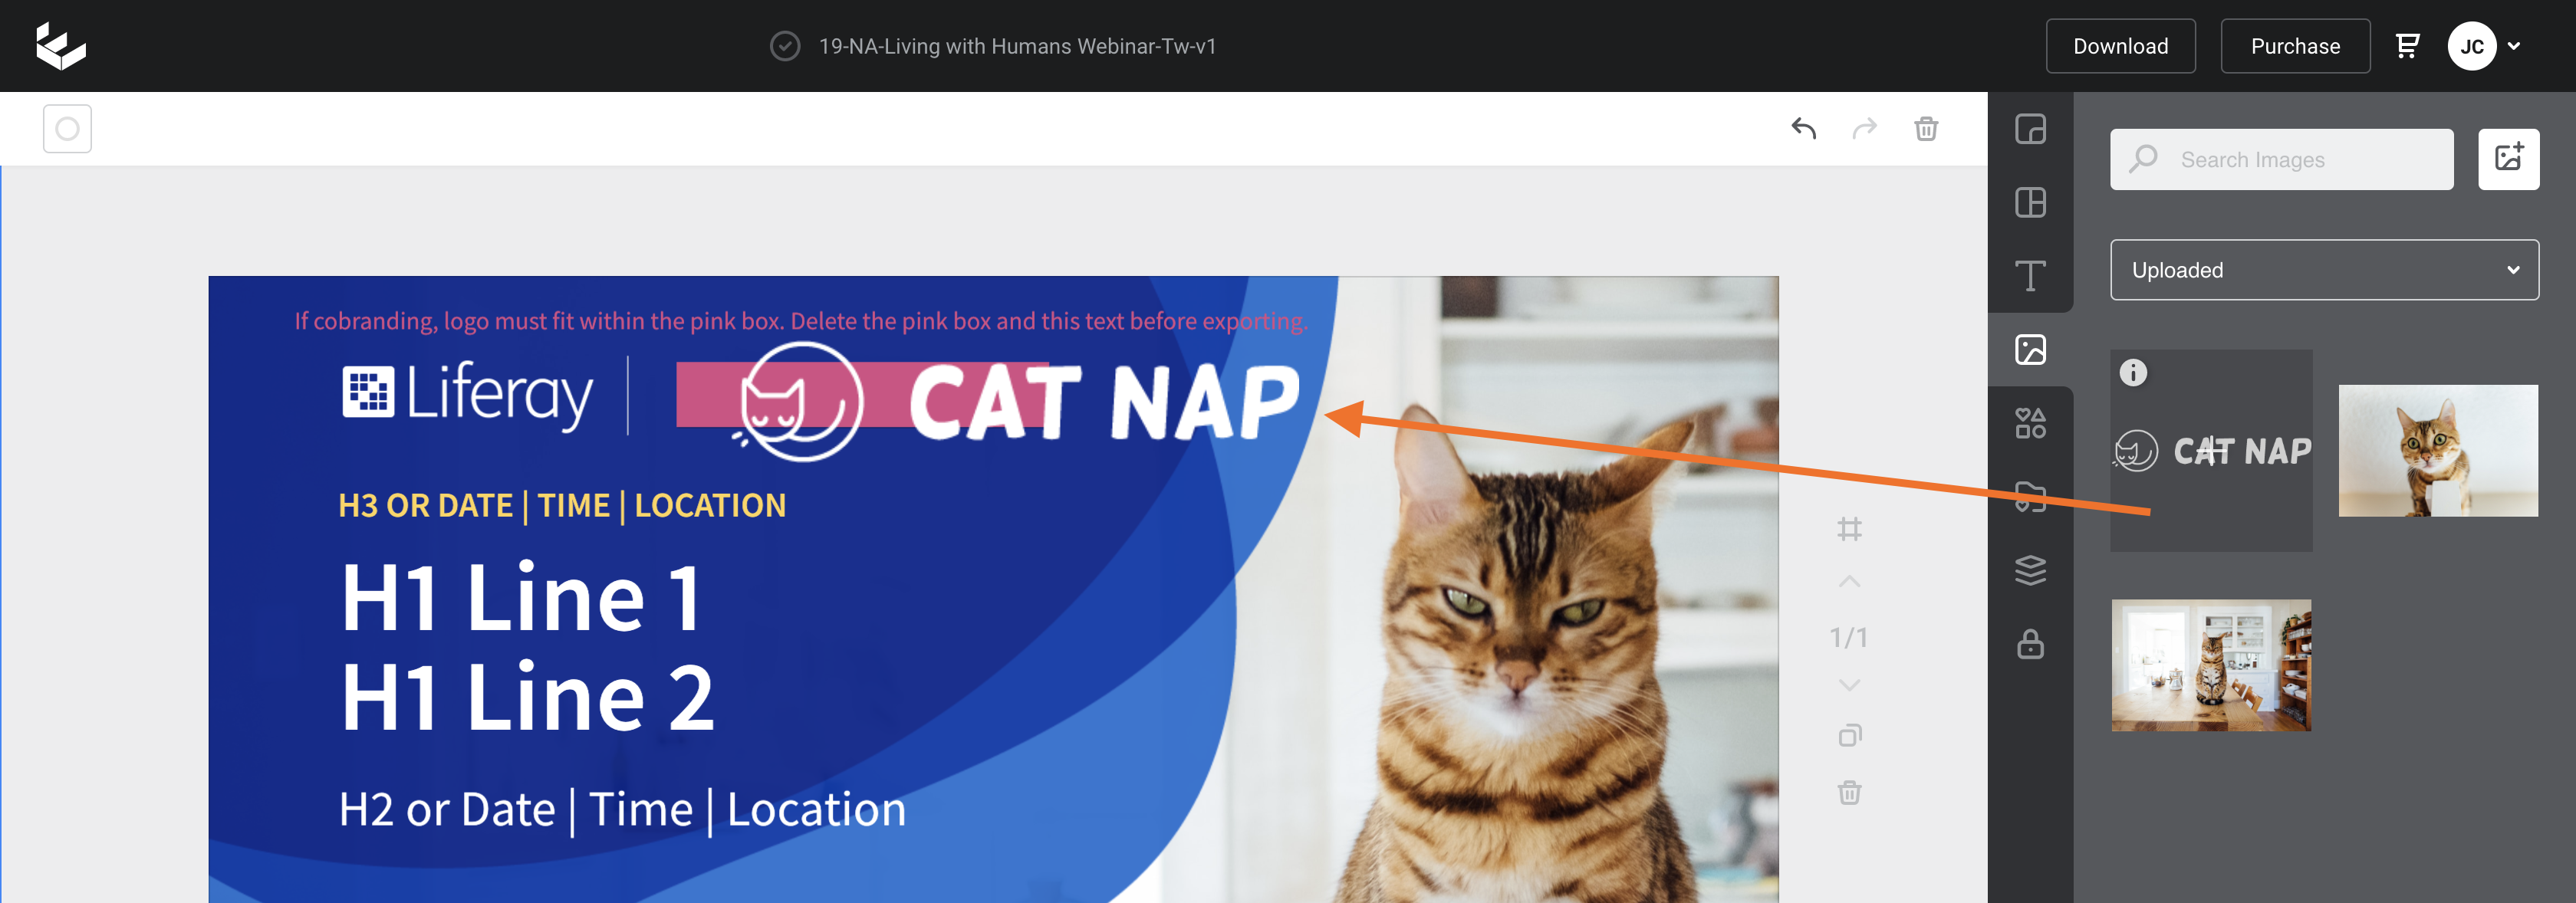 19-NA-Living with Humans Webinar-Tw-v1
Download
Purchase
JC
Search Images
Uploaded
If cobranding, logo must fit within the pink box. Delete the pink box and this text before exporting.
Liferay
CAT NAP
H3 OR DATE | TIME | LOCATION
H1 Line 1
H1 Line 2
H2 or Date | Time | Location
1/1
CAT NAP